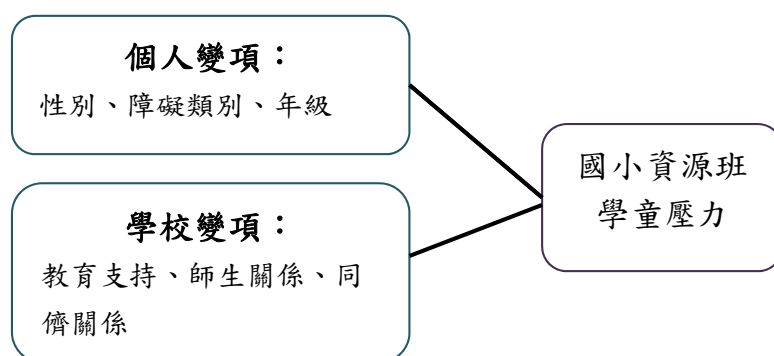 個人變項：
性別、障礙類別、年級
國小資源班
學童壓力
學校變項：
教育支持、師生關係、同
儕關係